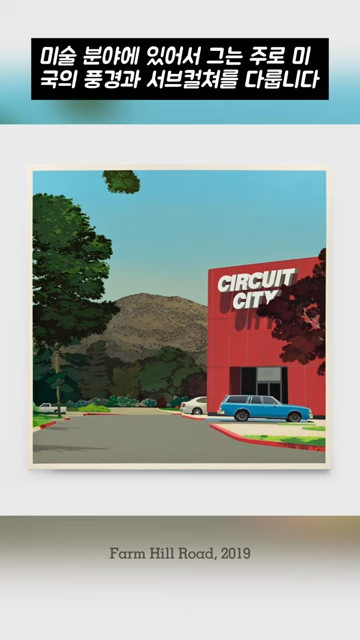 미술 분야에 있어서 그는 주로 미
국의 풍경과 서브컬쳐를 다룹니다
CIRCUIT
CITY
Farm Hill Road, 2019